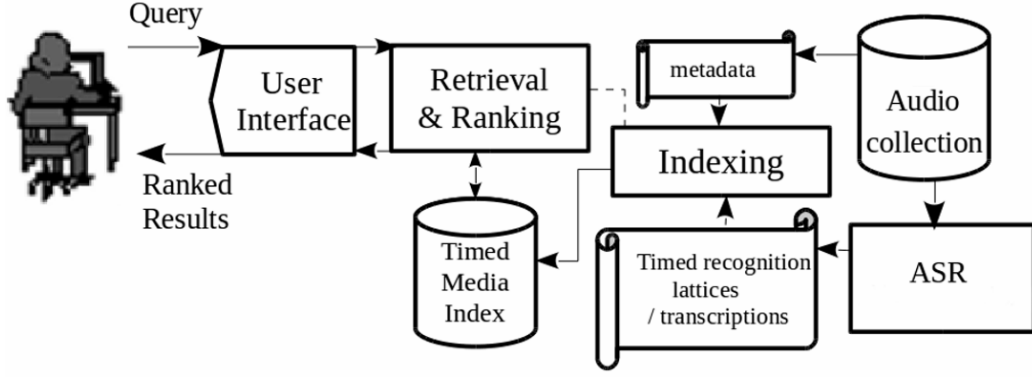 Query
User
Interface
Ranked
Results
Retrieval
& Ranking
Timed
Media
Index
metadata
Indexing
Timed recognition
lattices
/ transcriptions
Audio
collection
ASR